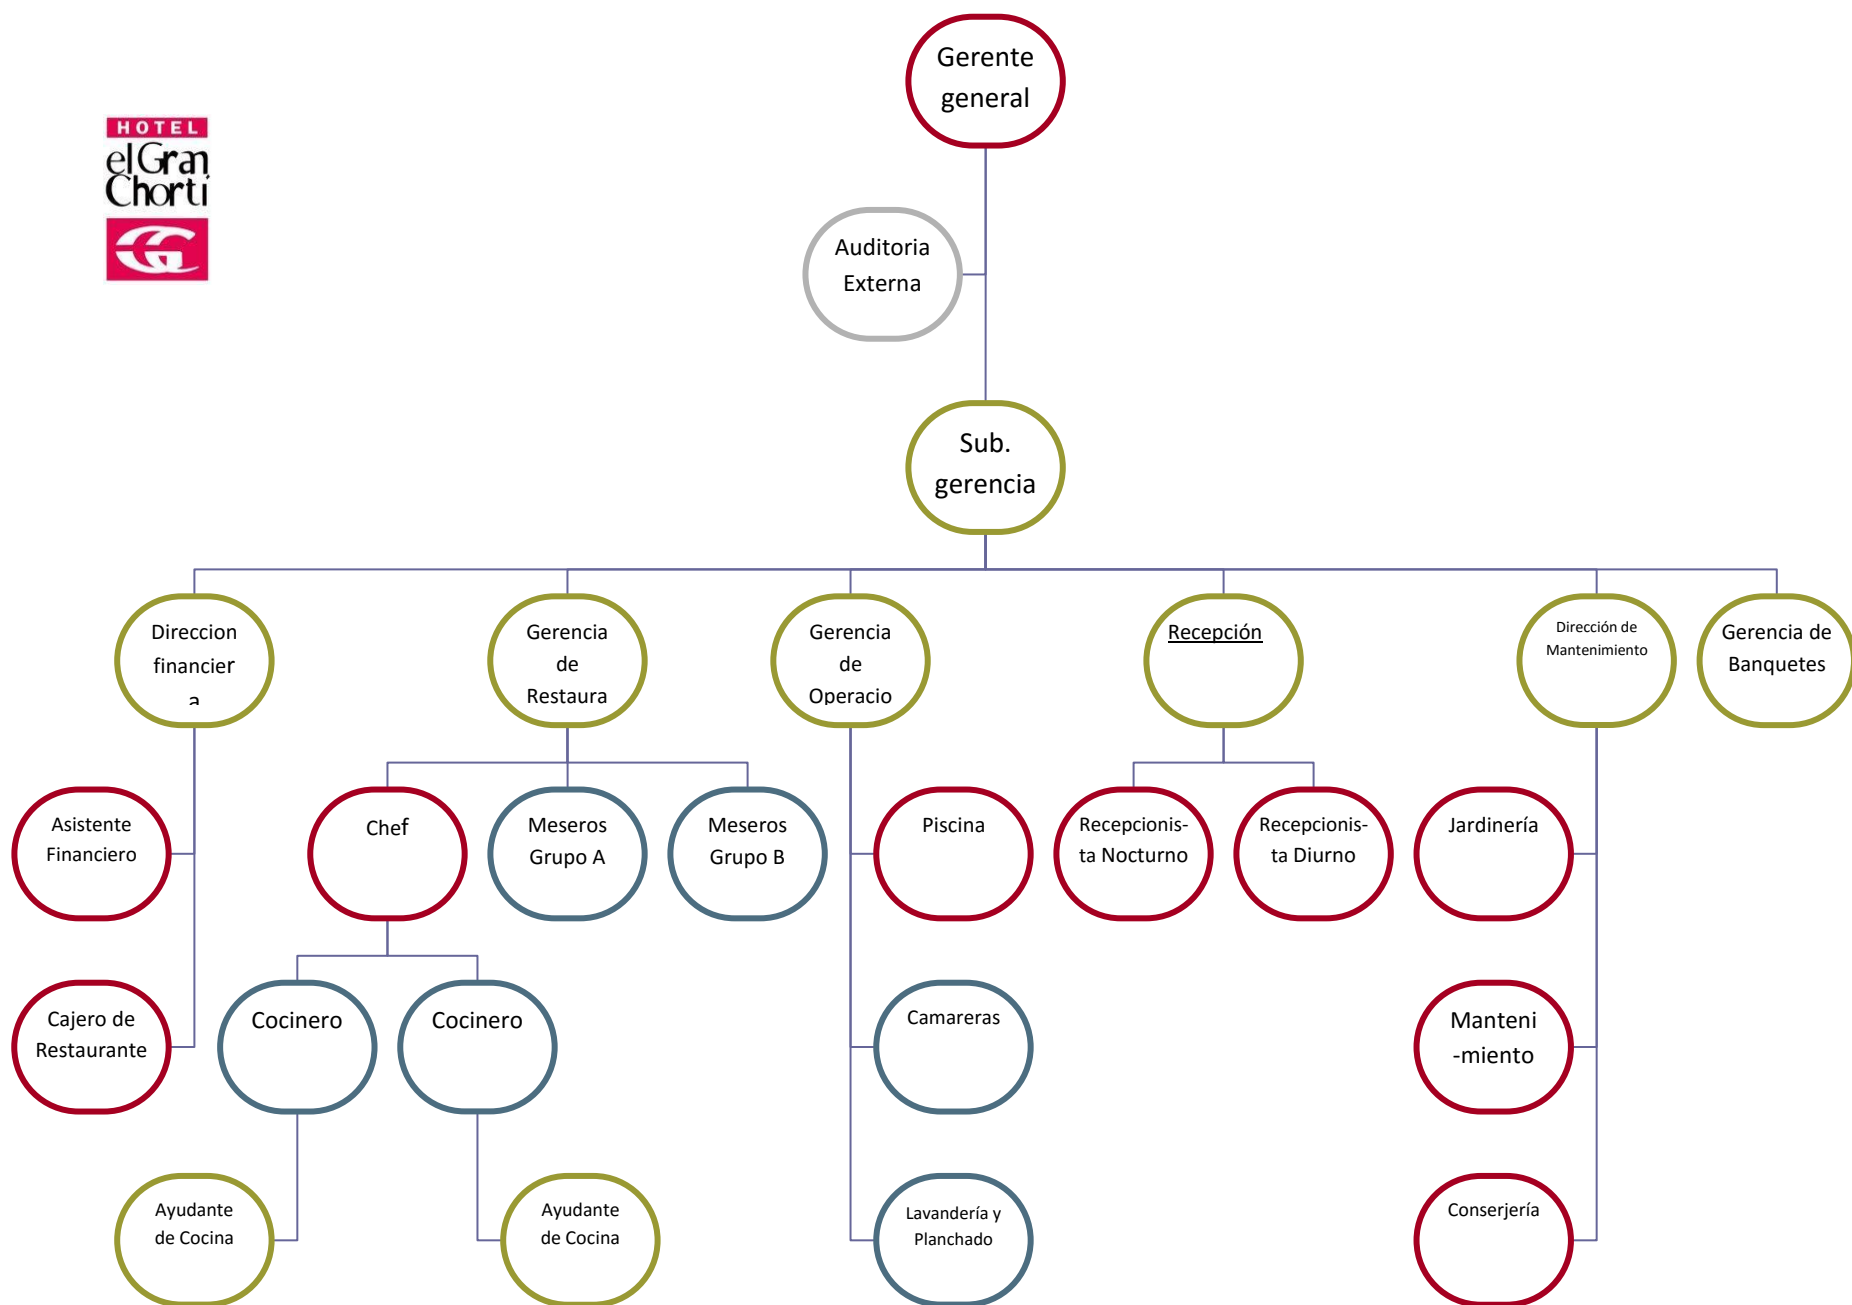 Gerente
general
HOTEL
el Gran
Chortí
Auditoria
Externa
Sub.
gerencia
Direccion
financier
a
Gerencia
de
Restaura
Gerencia
de
Operacio
Recepción
Dirección de
Mantenimiento
Gerencia de
Banquetes
Asistente
Financiero
Chef
Meseros
Grupo A
Meseros
Grupo B
Piscina
Recepcionis-
ta Nocturno
Recepcionis-
ta Diurno
Jardinería
Cajero de
Restaurante
Cocinero
Cocinero
Camareras
Manteni
-miento
Ayudante
de Cocina
Ayudante
de Cocina
Lavandería y
Planchado
Conserjería